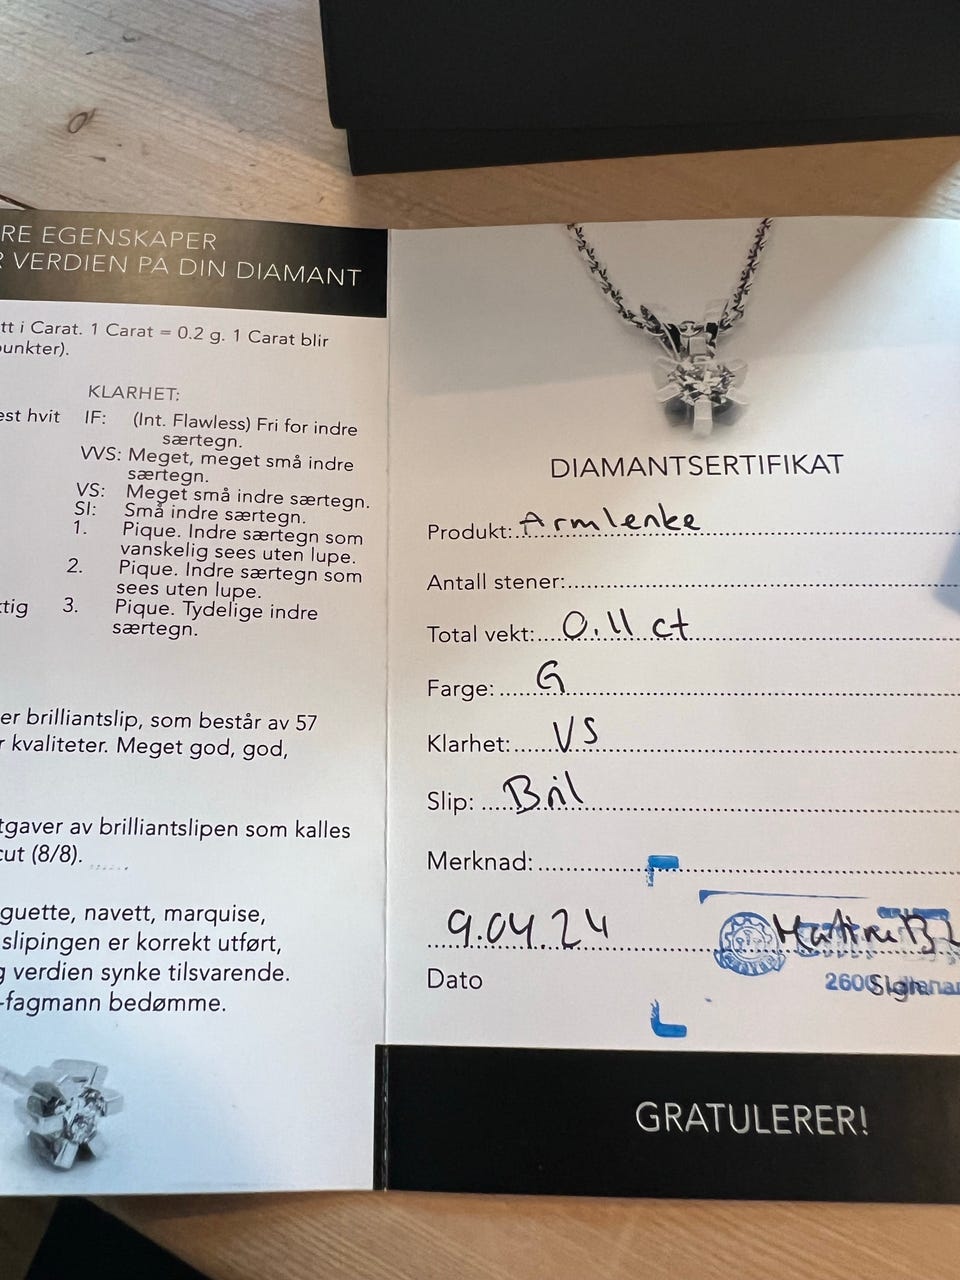 RE EGENSKAPER
R VERDIEN PÅ DIN DIAMANT
tt i Carat. 1 Carat = 0.2 g. 1 Carat blir
punkter).
KLARHET:
est hvit IF: (Int. Flawless) Fri for indre
særtegn.
VVS: Meget, meget små indre
særtegn.
VS: Meget små indre særtegn.
SI: Små indre særtegn.
1. Pique. Indre særtegn som
vanskelig sees uten lupe.
2. Pique. Indre særtegn som
sees uten lupe.
ktig 3. Pique. Tydelige indre
særtegn.
er brilliantslip, som består av 57
r kvaliteter. Meget god, god,
tgaver av brilliantslipen som kalles
cut (8/8).
guette, navett, marquise,
slipingen er korrekt utført,
g verdien synke tilsvarende.
-fagmann bedømme.
DIAMANTSERTIFIKAT
Produkt: Armlenke
Antall stener:
Total vekt: 0.11 ct
Farge: G
Klarhet: VS
Slip: Bril
Merknad:
9.04.24
Dato
2600
GRATULERER!